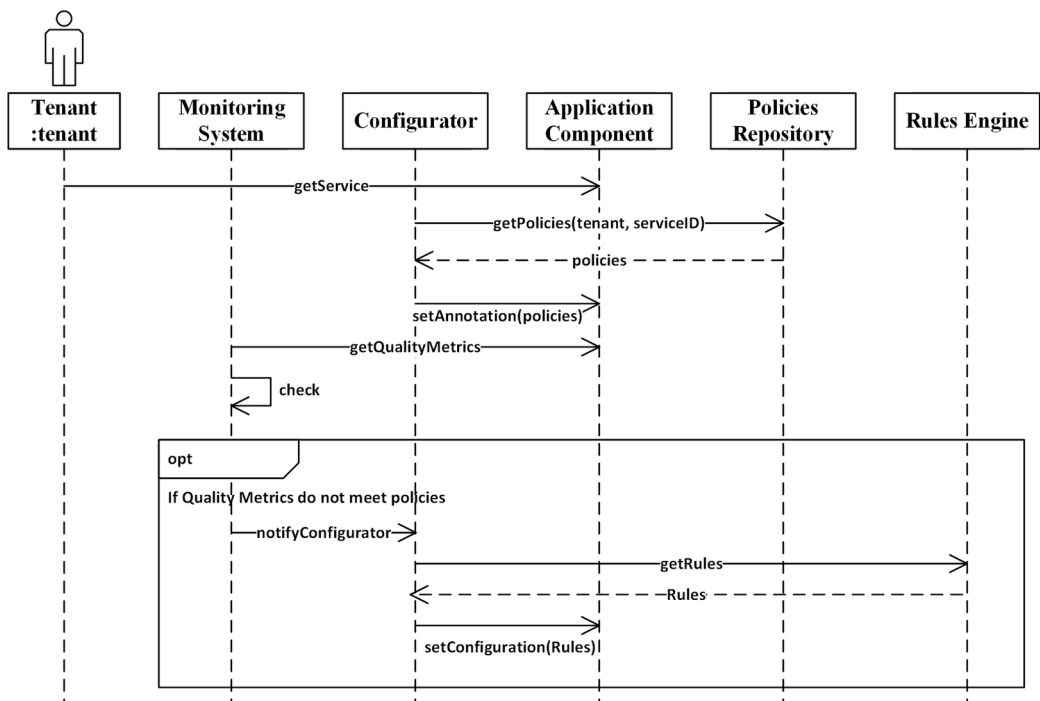 Tenant
:tenant
Monitoring
System
Configurator
Application
Component
Policies
Repository
Rules Engine
getService
getPolicies(tenant, serviceID)
policies
setAnnotation(policies)
getQualityMetrics
check
opt
If Quality Metrics do not meet policies
notifyConfigurator
getRules
Rules
setConfiguration(Rules)